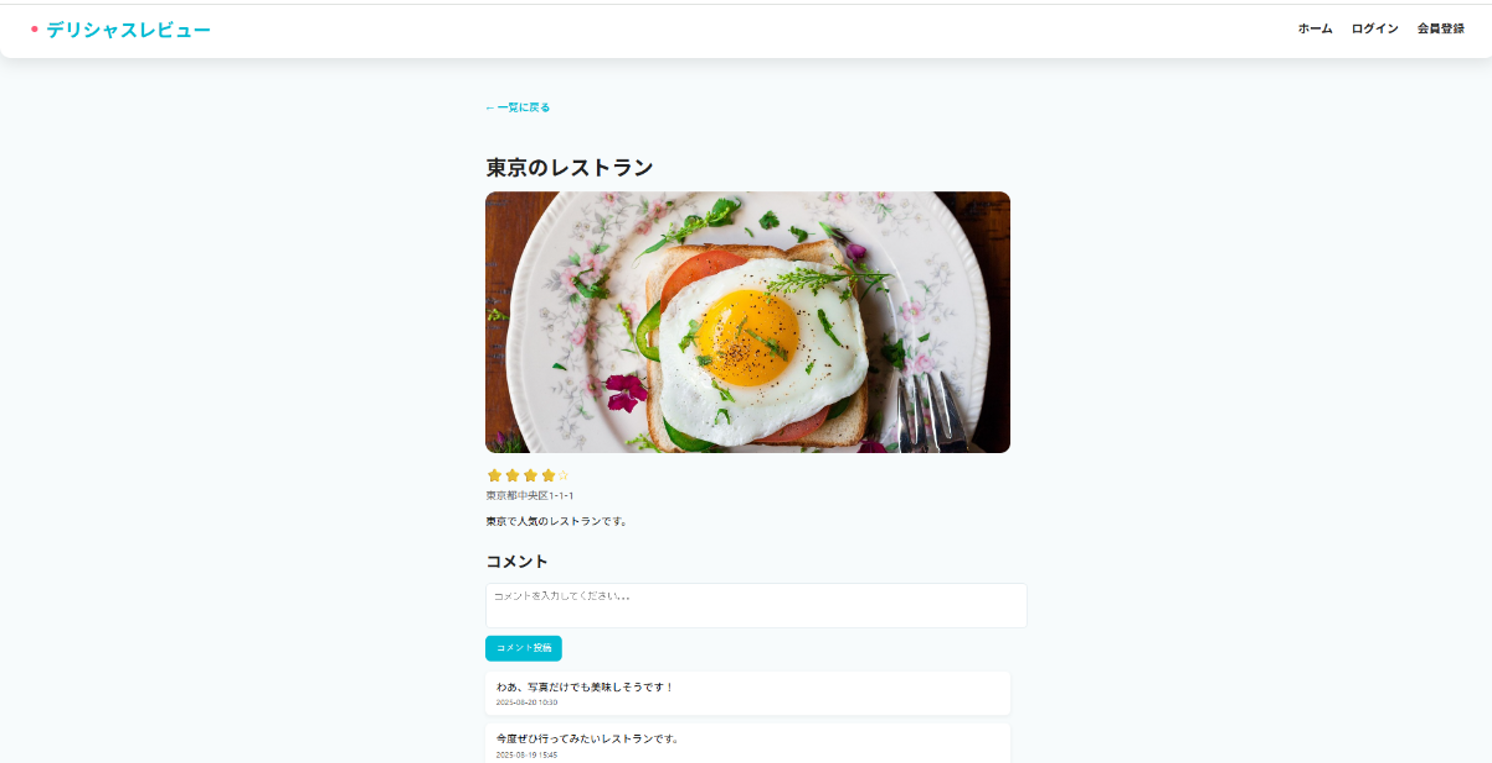 デリシャスレビュー
ホーム ログイン 会員登録
← 一覧に戻る
東京のレストラン
東京都中央区1-1-1
東京で人気のレストランです。
コメント
コメントを入力してください...
コメント投稿
わあ、写真だけでも美味しそうです！
2025-08-20 10:30
今度ぜひ行ってみたいレストランです。
2025-08-19 15:45